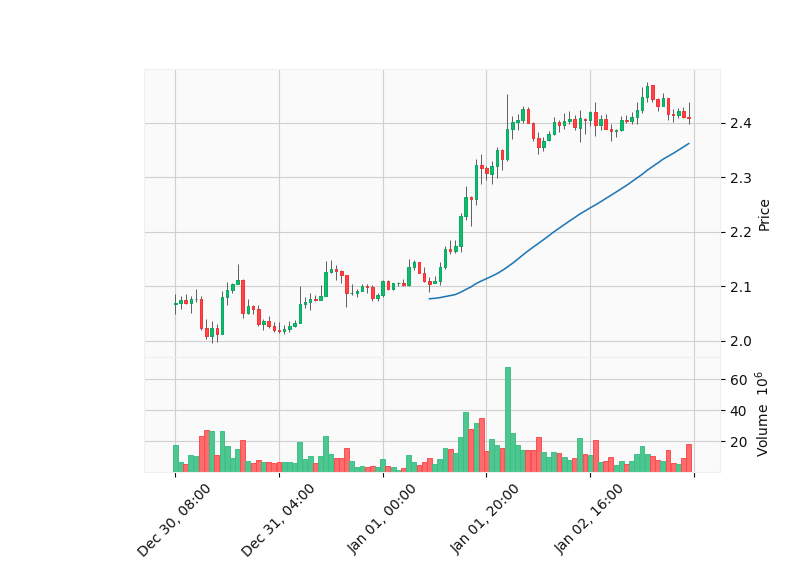 2.4
2.3
2.2
2.1
2.0
Price
60
40
20
Volume 10^6
Dec 30, 08:00
Dec 31, 04:00
Jan 01, 00:00
Jan 01, 20:00
Jan 02, 16:00